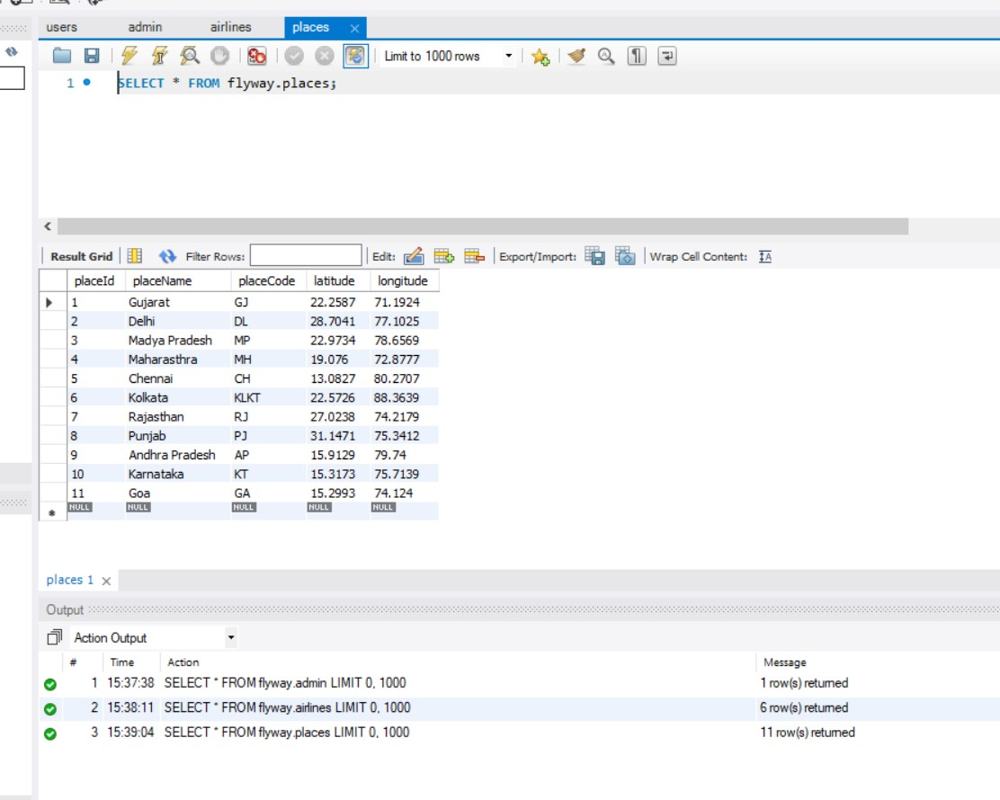 users admin airlines places
Limit to 1000 rows
1 SELECT * FROM flyway.places;
Result Grid Filter Rows: Edit: Export/Import: Wrap Cell Content:
placeId placeName placeCode latitude longitude
1 Gujarat GJ 22.2587 71.1924
2 Delhi DL 28.7041 77.1025
3 Madya Pradesh MP 22.9734 78.6569
4 Maharasthra MH 19.076 72.8777
5 Chennai CH 13.0827 80.2707
6 Kolkata KLKT 22.5726 88.3639
7 Rajasthan RJ 27.0238 74.2179
8 Punjab PJ 31.1471 75.3412
9 Andhra Pradesh AP 15.9129 79.74
10 Karnataka KT 15.3173 75.7139
11 Goa GA 15.2993 74.124
NULL NULL NULL NULL NULL
places 1
Output
Action Output
# Time Action Message
1 15:37:38 SELECT * FROM flyway.admin LIMIT 0, 1000 1 row(s) returned
2 15:38:11 SELECT * FROM flyway.airlines LIMIT 0, 1000 6 row(s) returned
3 15:39:04 SELECT * FROM flyway.places LIMIT 0, 1000 11 row(s) returned